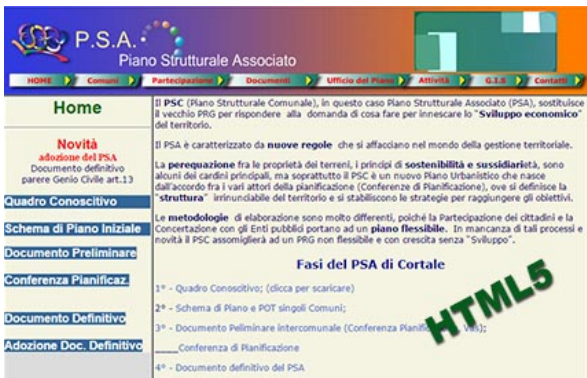 P.S.A.
Piano Strutturale Associato
HOME Comuni Partecipazione Documenti Ufficio del Piano Attività G.I.S Contatti
Home
Novità
adozione del PSA
Documento definitivo
parere Genio Civile art.13
Quadro Conoscitivo
Schema di Piano Iniziale
Documento Preliminare
Conferenza Pianificaz.
Documento Definitivo
Adozione Doc. Definitivo
Il PSC (Piano Strutturale Comunale), in questo caso Piano Strutturale Associato (PSA), sostituisce
il vecchio PRG per rispondere alla domanda di cosa fare per innescare lo "Sviluppo economico"
del territorio.
Il PSA è caratterizzato da nuove regole che si affacciano nel mondo della gestione territoriale.
La perequazione fra le proprietà dei terreni, i principi di sostenibilità e sussidiarietà, sono
alcuni dei cardini principali, ma soprattutto il PSC è un nuovo Piano Urbanistico che nasce
dall'accordo fra i vari attori della pianificazione (Conferenze di Pianificazione), ove si definisce la
"struttura" irrinunciabile del territorio e si stabiliscono le strategie per raggiungere gli obiettivi.
Le metodologie di elaborazione sono molto differenti, poiché la Partecipazione dei cittadini e la
Concertazione con gli Enti pubblici portano ad un piano flessibile. In mancanza di tali processi e
novità il PSC assomiglierà ad un PRG non flessibile e con crescita senza "Sviluppo".
Fasi del PSA di Cortale
1° - Quadro Conoscitivo; (clicca per scaricare)
2° - Schema di Piano e POT singoli Comuni;
3° - Documento Peliminare intercomunale (Conferenza Pianifi
____Conferenza di Pianificazione
4° - Documento definitivo del PSA
HTML5